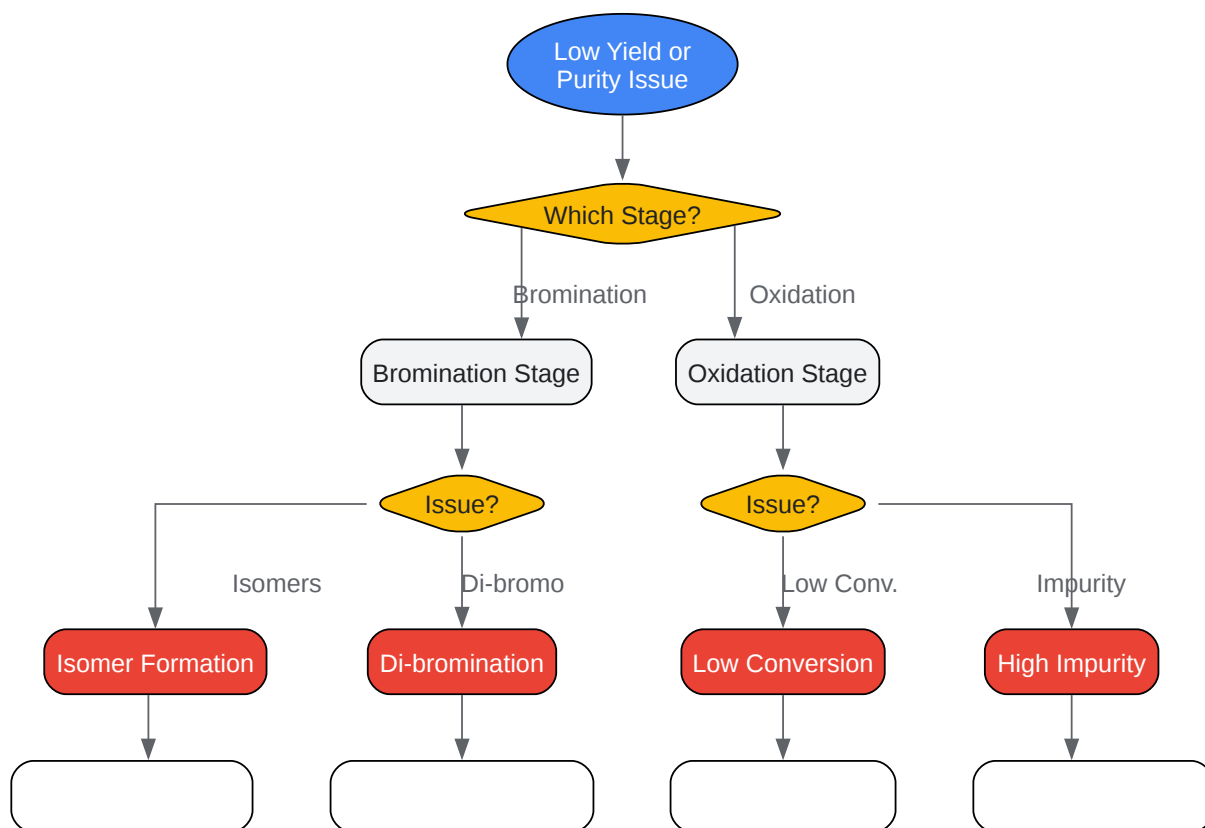 Low Yield or
Purity Issue
Which Stage?
Bromination
Oxidation
Bromination Stage
Oxidation Stage
Issue?
Issue?
Isomers
Di-bromo
Low Conv.
Impurity
Isomer Formation
Di-bromination
Low Conversion
High Impurity